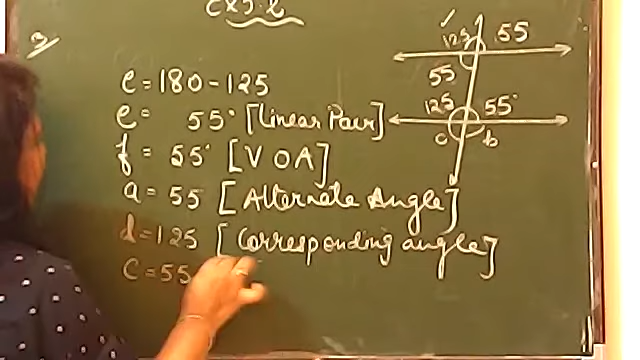 Ex 5.2
3
e = 180 - 125
e = 55° [Linear Pair]
f = 55° [V O A]
a = 55 [Alternate Angle]
d = 125 [Corresponding angle]
C = 55
125 55
55
125 55°
c b